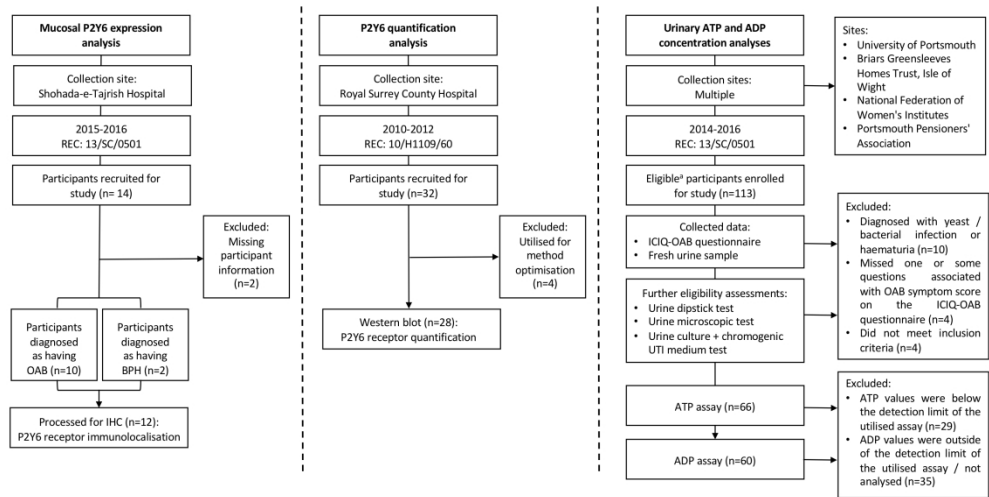 Mucosal P2Y6 expression
analysis
Collection site:
Shohada-e-Tajrish Hospital
2015-2016
REC: 13/SC/0501
Participants recruited for
study (n= 14)
Excluded:
Missing
participant
information
(n=2)
Participants
diagnosed
as having
OAB (n=10)
Participants
diagnosed
as having
BPH (n=2)
Processed for IHC (n=12):
P2Y6 receptor immunolocalisation
P2Y6 quantification
analysis
Collection site:
Royal Surrey County Hospital
2010-2012
REC: 10/H1109/60
Participants recruited for
study (n=32)
Excluded:
Utilised for
method
optimisation
(n=4)
Western blot (n=28):
P2Y6 receptor quantification
Urinary ATP and ADP
concentration analyses
Collection sites:
Multiple
Sites:
• University of Portsmouth
• Briars Greensleeves
Homes Trust, Isle of
Wight
• National Federation of
Women's Institutes
• Portsmouth Pensioners'
Association
2014-2016
REC: 13/SC/0501
Eligibleᵃ participants enrolled
for study (n=113)
Collected data:
• ICIQ-OAB questionnaire
• Fresh urine sample
Further eligibility assessments:
• Urine dipstick test
• Urine microscopic test
• Urine culture + chromogenic
UTI medium test
Excluded:
• Diagnosed with yeast /
bacterial infection or
haematuria (n=10)
• Missed one or some
questions associated
with OAB symptom score
on the ICIQ-OAB
questionnaire (n=4)
• Did not meet inclusion
criteria (n=4)
ATP assay (n=66)
ADP assay (n=60)
Excluded:
• ATP values were below
the detection limit of the
utilised assay (n=29)
• ADP values were outside
of the detection limit of
the utilised assay / not
analysed (n=35)